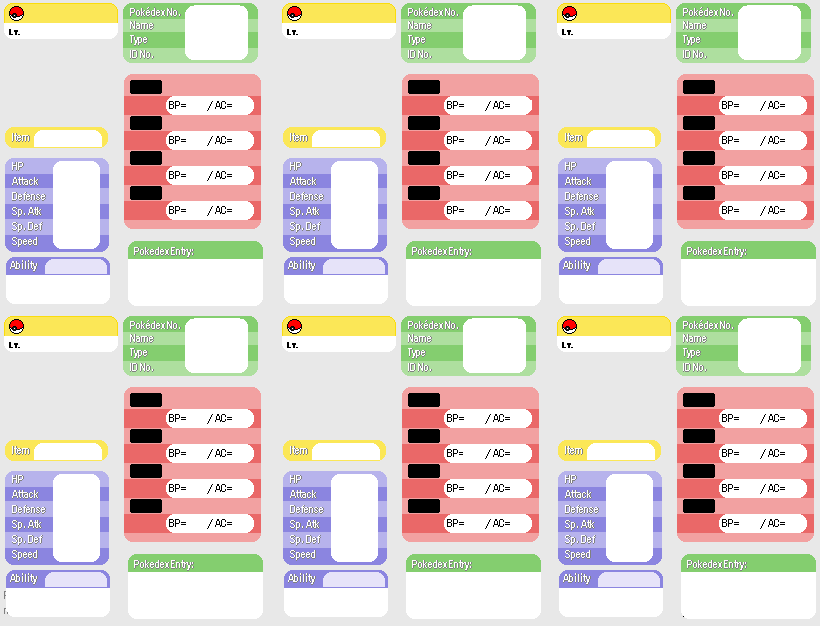 Pokédex No.
Name
Type
ID No.
Lv.
BP= / AC=
BP= / AC=
BP= / AC=
BP= / AC=
Item
HP
Attack
Defense
Sp. Atk
Sp. Def
Speed
Ability
Pokedex Entry:
Pokédex No.
Name
Type
ID No.
Lv.
BP= / AC=
BP= / AC=
BP= / AC=
BP= / AC=
Item
HP
Attack
Defense
Sp. Atk
Sp. Def
Speed
Ability
Pokedex Entry:
Pokédex No.
Name
Type
ID No.
Lv.
BP= / AC=
BP= / AC=
BP= / AC=
BP= / AC=
Item
HP
Attack
Defense
Sp. Atk
Sp. Def
Speed
Ability
Pokedex Entry:
Pokédex No.
Name
Type
ID No.
Lv.
BP= / AC=
BP= / AC=
BP= / AC=
BP= / AC=
Item
HP
Attack
Defense
Sp. Atk
Sp. Def
Speed
Ability
Pokedex Entry:
Pokédex No.
Name
Type
ID No.
Lv.
BP= / AC=
BP= / AC=
BP= / AC=
BP= / AC=
Item
HP
Attack
Defense
Sp. Atk
Sp. Def
Speed
Ability
Pokedex Entry:
Pokédex No.
Name
Type
ID No.
Lv.
BP= / AC=
BP= / AC=
BP= / AC=
BP= / AC=
Item
HP
Attack
Defense
Sp. Atk
Sp. Def
Speed
Ability
Pokedex Entry: